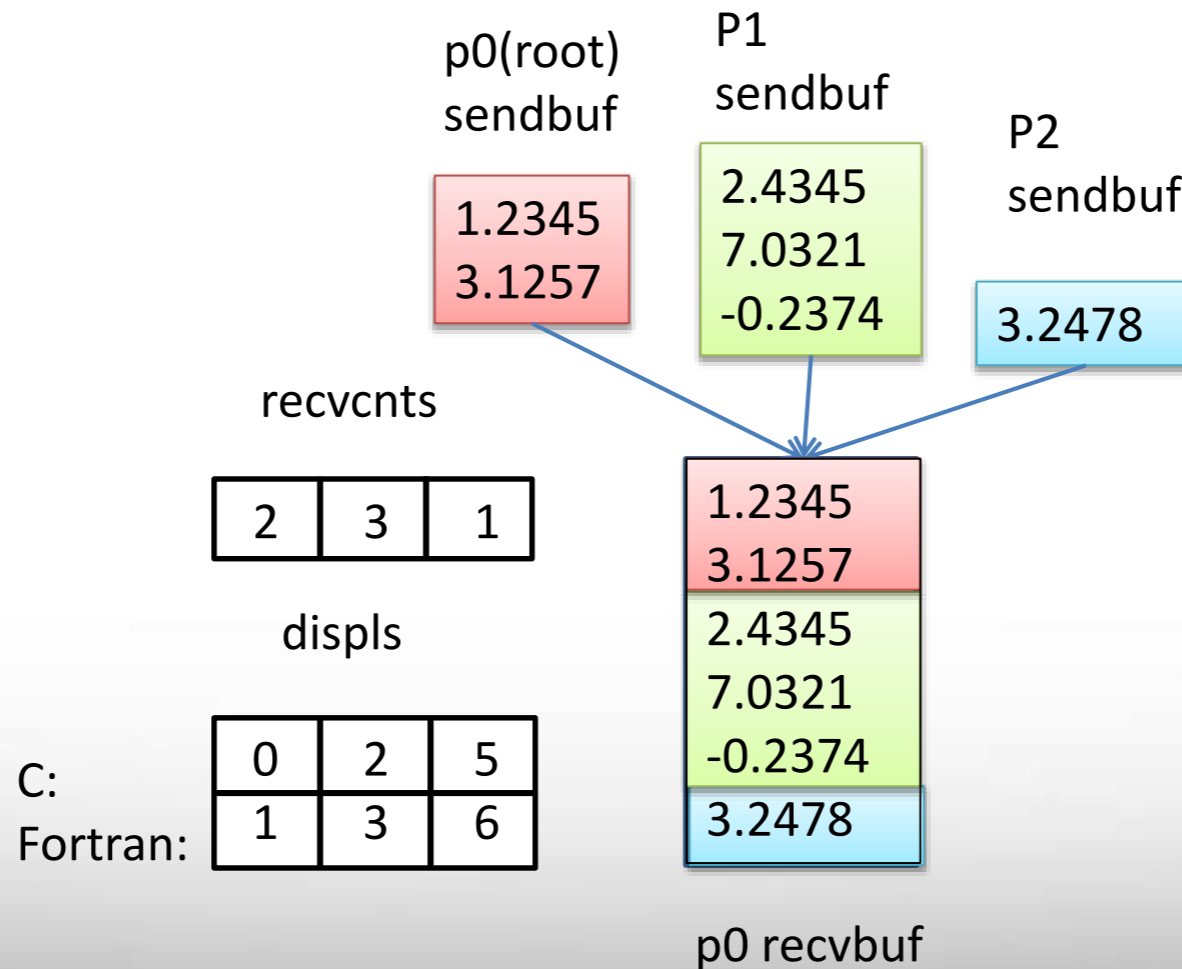 p0(root)
sendbuf
P1
sendbuf
P2
sendbuf
1.2345
3.1257
2.4345
7.0321
-0.2374
3.2478
recvcnts
2 3 1
displs
C: 0 2 5
Fortran: 1 3 6
1.2345
3.1257
2.4345
7.0321
-0.2374
3.2478
p0 recvbuf